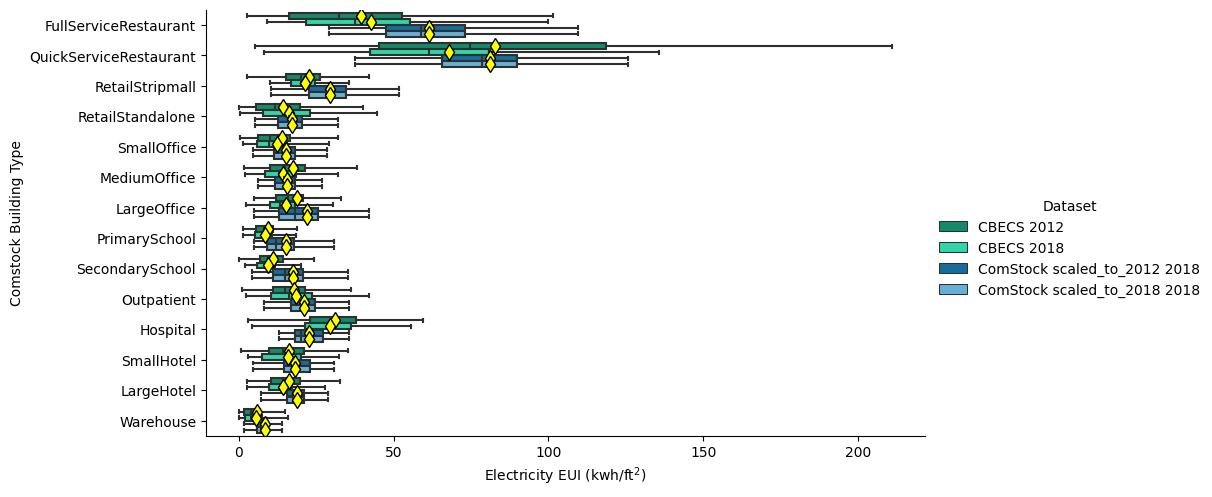 FullServiceRestaurant
QuickServiceRestaurant
RetailStripmall
RetailStandalone
SmallOffice
MediumOffice
LargeOffice
PrimarySchool
SecondarySchool
Outpatient
Hospital
SmallHotel
LargeHotel
Warehouse
Comstock Building Type
0 50 100 150 200
Electricity EUI (kwh/ft²)
Dataset
CBECS 2012
CBECS 2018
ComStock scaled_to_2012 2018
ComStock scaled_to_2018 2018